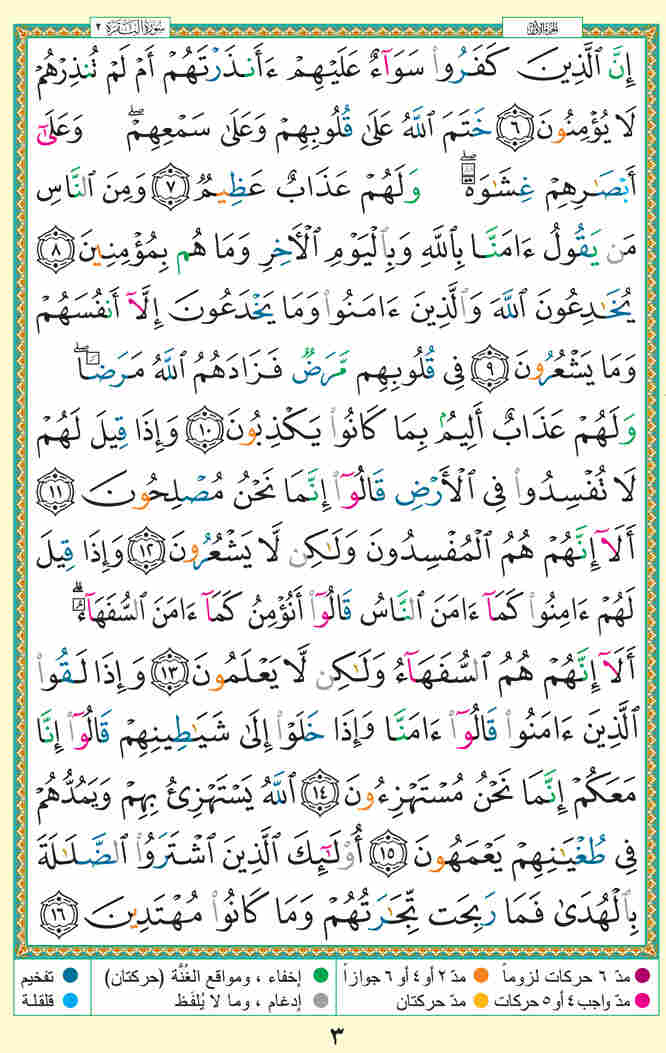 سُورَةُ البَقَرَة ٢
الجزء الأول
إِنَّ ٱلَّذِينَ كَفَرُوا۟ سَوَآءٌ عَلَيْهِمْ ءَأَنذَرْتَهُمْ أَمْ لَمْ تُنذِرْهُمْ
لَا يُؤْمِنُونَ ٦ خَتَمَ ٱللَّهُ عَلَىٰ قُلُوبِهِمْ وَعَلَىٰ سَمْعِهِمْ ۖ وَعَلَىٰٓ
أَبْصَٰرِهِمْ غِشَٰوَةٌ ۖ وَلَهُمْ عَذَابٌ عَظِيمٌ ٧ وَمِنَ ٱلنَّاسِ
مَن يَقُولُ ءَامَنَّا بِٱللَّهِ وَبِٱلْيَوْمِ ٱلْءَاخِرِ وَمَا هُم بِمُؤْمِنِينَ ٨
يُخَٰدِعُونَ ٱللَّهَ وَٱلَّذِينَ ءَامَنُوا۟ وَمَا يَخْدَعُونَ إِلَّآ أَنفُسَهُمْ
وَمَا يَشْعُرُونَ ٩ فِى قُلُوبِهِم مَّرَضٌ فَزَادَهُمُ ٱللَّهُ مَرَضًا ۖ
وَلَهُمْ عَذَابٌ أَلِيمٌۢ بِمَا كَانُوا۟ يَكْذِبُونَ ١٠ وَإِذَا قِيلَ لَهُمْ
لَا تُفْسِدُوا۟ فِى ٱلْأَرْضِ قَالُوٓا۟ إِنَّمَا نَحْنُ مُصْلِحُونَ ١١
أَلَآ إِنَّهُمْ هُمُ ٱلْمُفْسِدُونَ وَلَٰكِن لَّا يَشْعُرُونَ ١٢ وَإِذَا قِيلَ
لَهُمْ ءَامِنُوا۟ كَمَآ ءَامَنَ ٱلنَّاسُ قَالُوٓا۟ أَنُؤْمِنُ كَمَآ ءَامَنَ ٱلسُّفَهَآءُ ۗ
أَلَآ إِنَّهُمْ هُمُ ٱلسُّفَهَآءُ وَلَٰكِن لَّا يَعْلَمُونَ ١٣ وَإِذَا لَقُوا۟
ٱلَّذِينَ ءَامَنُوا۟ قَالُوٓا۟ ءَامَنَّا وَإِذَا خَلَوْا۟ إِلَىٰ شَيَٰطِينِهِمْ قَالُوٓا۟ إِنَّا
مَعَكُمْ إِنَّمَا نَحْنُ مُسْتَهْزِءُونَ ١٤ ٱللَّهُ يَسْتَهْزِئُ بِهِمْ وَيَمُدُّهُمْ
فِى طُغْيَٰنِهِمْ يَعْمَهُونَ ١٥ أُو۟لَٰٓئِكَ ٱلَّذِينَ ٱشْتَرَوُا۟ ٱلضَّلَٰلَةَ
بِٱلْهُدَىٰ فَمَا رَبِحَت تِّجَٰرَتُهُمْ وَمَا كَانُوا۟ مُهْتَدِينَ ١٦
مدّ ٦ حركات لزوماً مدّ ٢ أو ٤ أو ٦ جوازاً إخفاء ، ومواقع الغُنَّة (حركتان) تفخيم
مدّ واجب ٤ أو ٥ حركات مدّ حركتان إدغام ، وما لا يُلفَظ قلقلة
٣